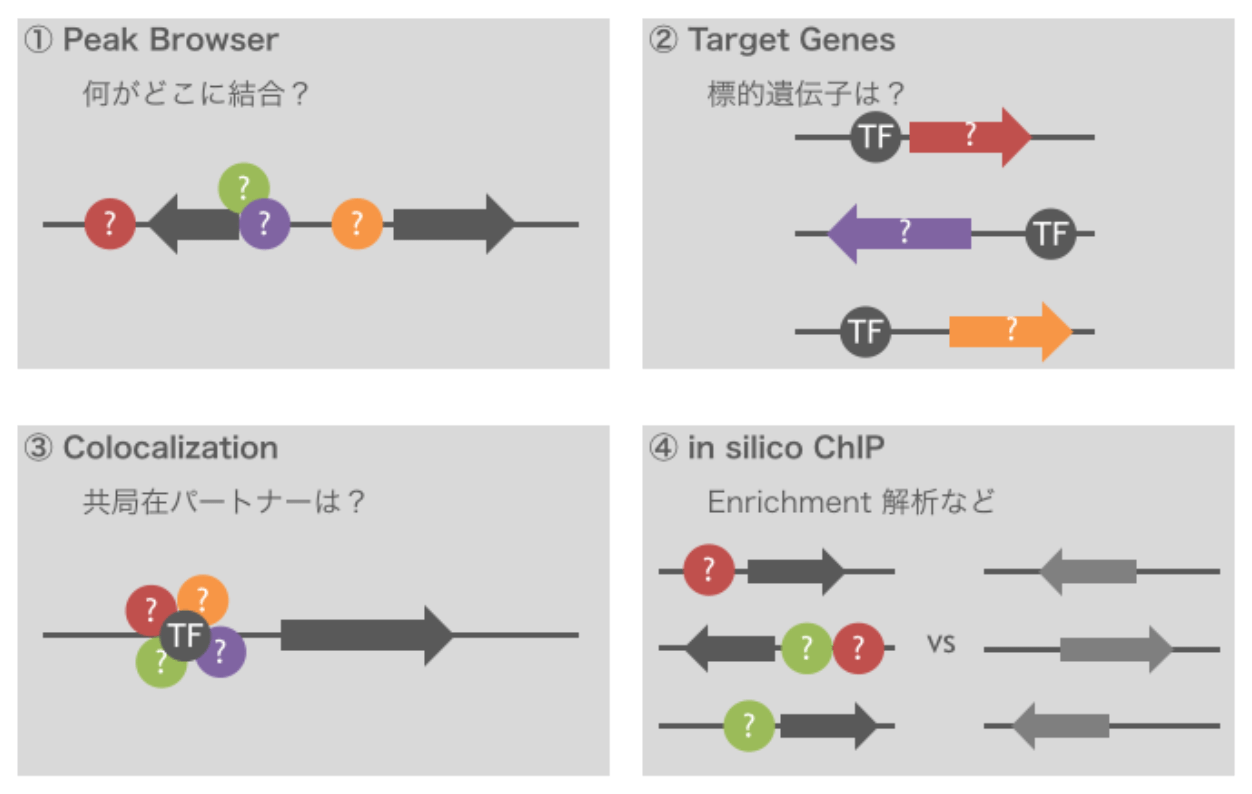 ① Peak Browser
何がどこに結合？
?
?
?
?
② Target Genes
標的遺伝子は？
TF
?
?
TF
TF
?
③ Colocalization
共局在パートナーは？
?
?
TF
?
?
④ in silico ChIP
Enrichment 解析など
?
?
?
vs
?